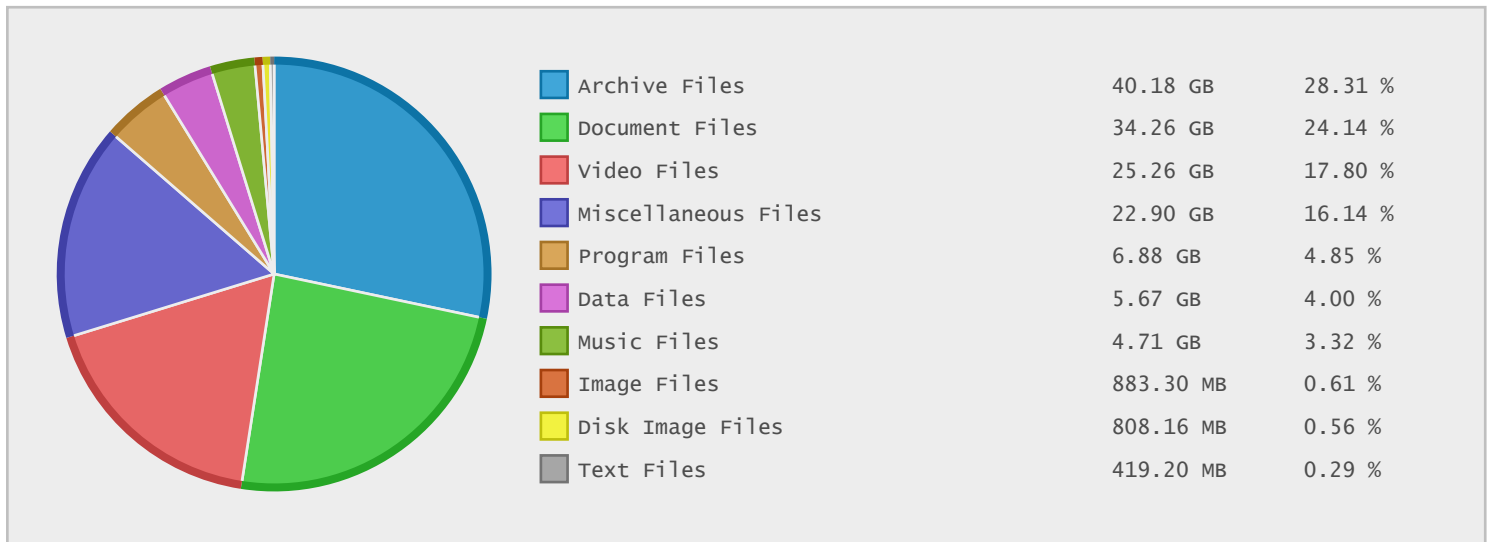 Archive Files 40.18 GB 28.31 %
Document Files 34.26 GB 24.14 %
Video Files 25.26 GB 17.80 %
Miscellaneous Files 22.90 GB 16.14 %
Program Files 6.88 GB 4.85 %
Data Files 5.67 GB 4.00 %
Music Files 4.71 GB 3.32 %
Image Files 883.30 MB 0.61 %
Disk Image Files 808.16 MB 0.56 %
Text Files 419.20 MB 0.29 %